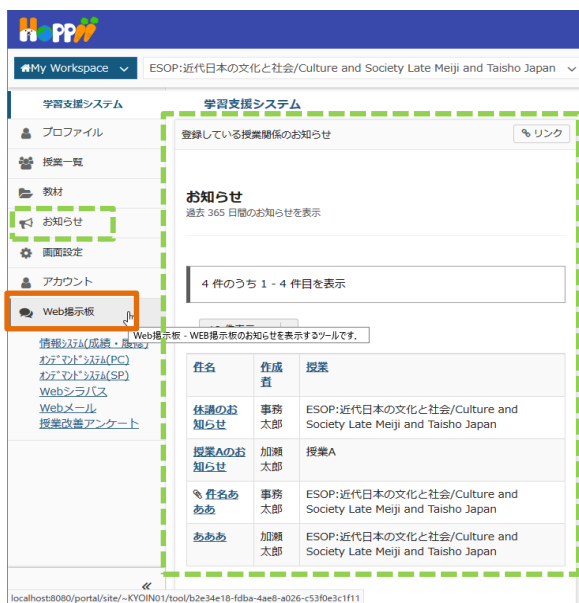 Hoppii
My Workspace
ESOP:近代日本の文化と社会/Culture and Society Late Meiji and Taisho Japan
学習支援システム
プロファイル
授業一覧
教材
お知らせ
画面設定
アカウント
Web掲示板
情報システム(成績・履修)
オンデマンドシステム(PC)
オンデマンドシステム(SP)
Webシラバス
Webメール
授業改善アンケート
«
学習支援システム
登録している授業関係のお知らせ
リンク
お知らせ
過去 365 日間のお知らせを表示
4 件のうち 1 - 4 件目を表示
Web掲示板 - WEB掲示板のお知らせを表示するツールです.
件名 作成者 授業
休講のお知らせ 事務太郎 ESOP:近代日本の文化と社会/Culture and
Society Late Meiji and Taisho Japan
授業Aのお知らせ 加瀬太郎 授業A
件名あああ 事務太郎 ESOP:近代日本の文化と社会/Culture and
Society Late Meiji and Taisho Japan
あああ 加瀬太郎 ESOP:近代日本の文化と社会/Culture and
Society Late Meiji and Taisho Japan
localhost:8080/portal/site/~KYOIN01/tool/b2e34e18-fdba-4ae8-a026-c53f0e3c1f11